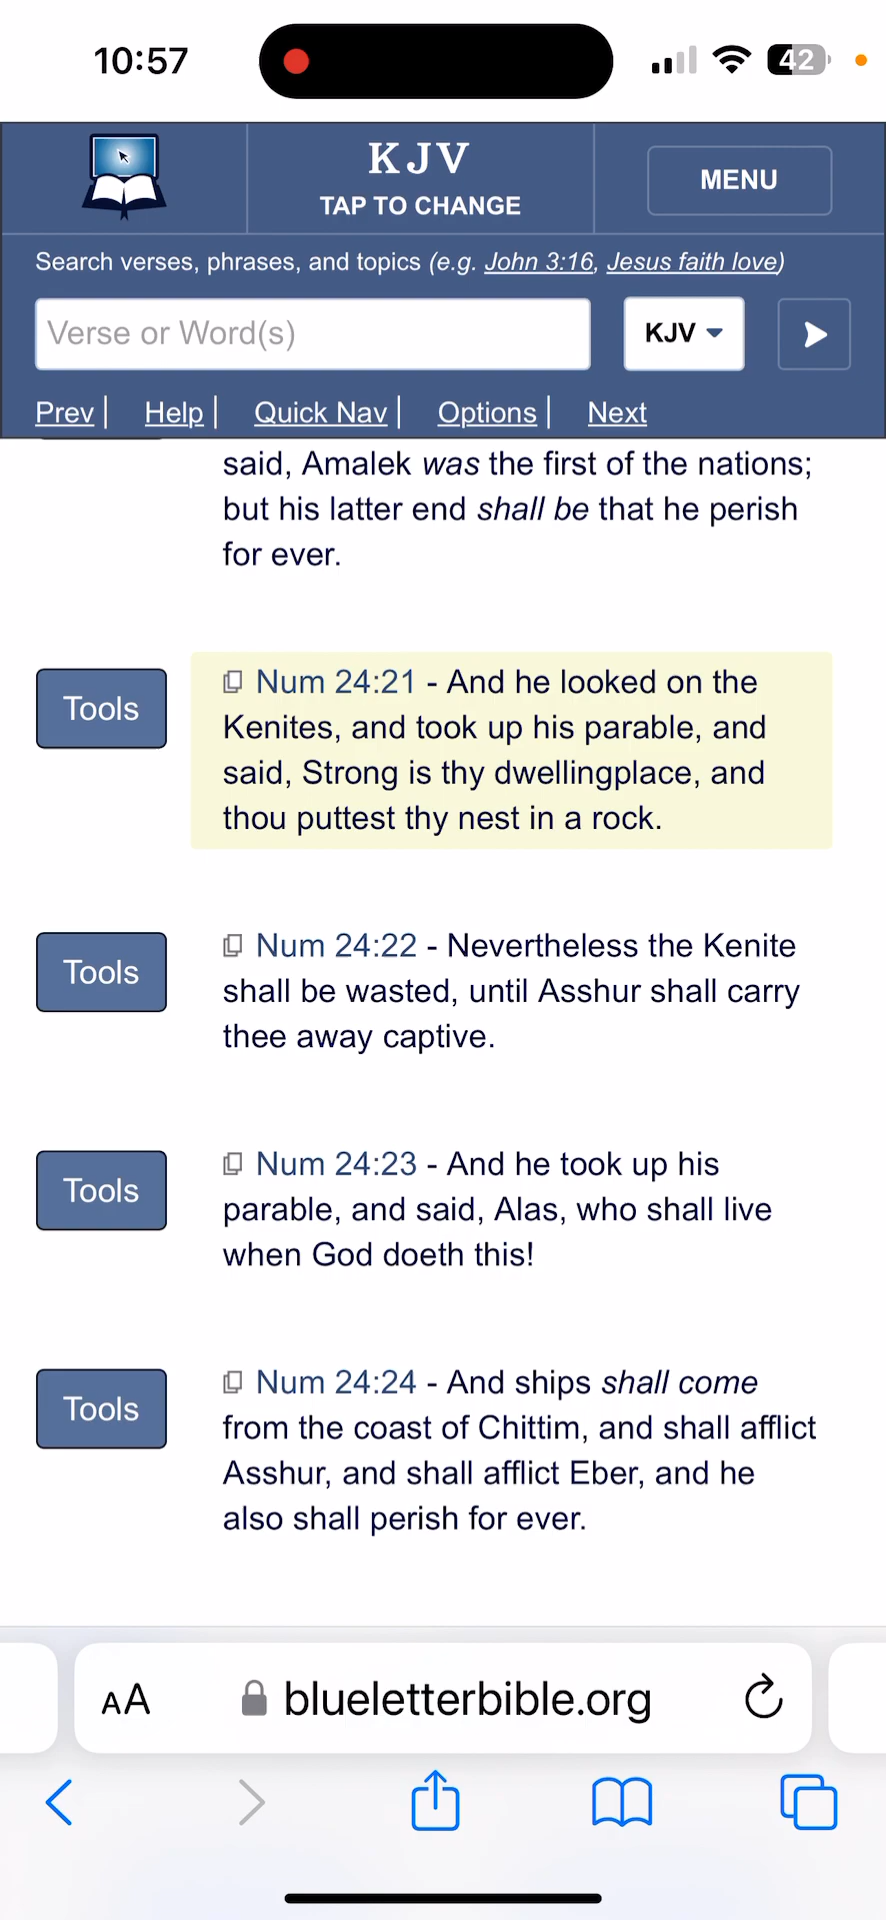 10:57
42
KJV
TAP TO CHANGE
MENU
Search verses, phrases, and topics (e.g. John 3:16, Jesus faith love)
Verse or Word(s)
KJV
Prev | Help | Quick Nav | Options | Next
said, Amalek was the first of the nations;
but his latter end shall be that he perish
for ever.
Tools
Num 24:21 - And he looked on the
Kenites, and took up his parable, and
said, Strong is thy dwellingplace, and
thou puttest thy nest in a rock.
Tools
Num 24:22 - Nevertheless the Kenite
shall be wasted, until Asshur shall carry
thee away captive.
Tools
Num 24:23 - And he took up his
parable, and said, Alas, who shall live
when God doeth this!
Tools
Num 24:24 - And ships shall come
from the coast of Chittim, and shall afflict
Asshur, and shall afflict Eber, and he
also shall perish for ever.
AA blueletterbible.org